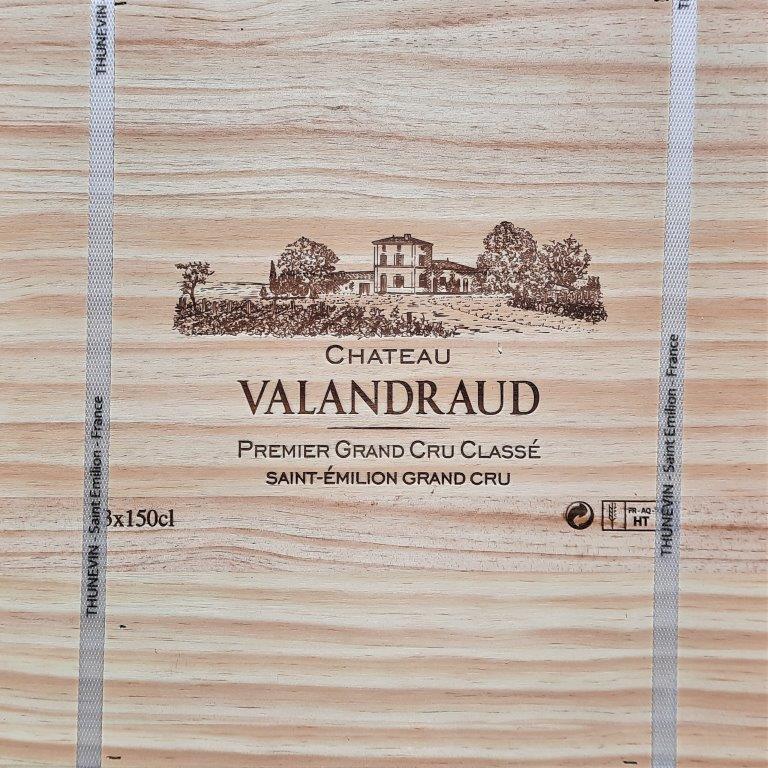 THUNEVIN
CHATEAU
VALANDRAUD
PREMIER GRAND CRU CLASSÉ
SAINT-ÉMILION GRAND CRU
3x150cl
FR-AQ-
HT
THUNEVIN - Saint Emilion - France
THUNEVIN - Saint Emilion - France